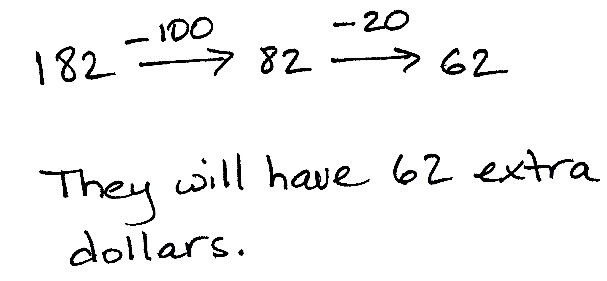 182 −100→ 82 −20→ 62
They will have 62 extra
dollars.